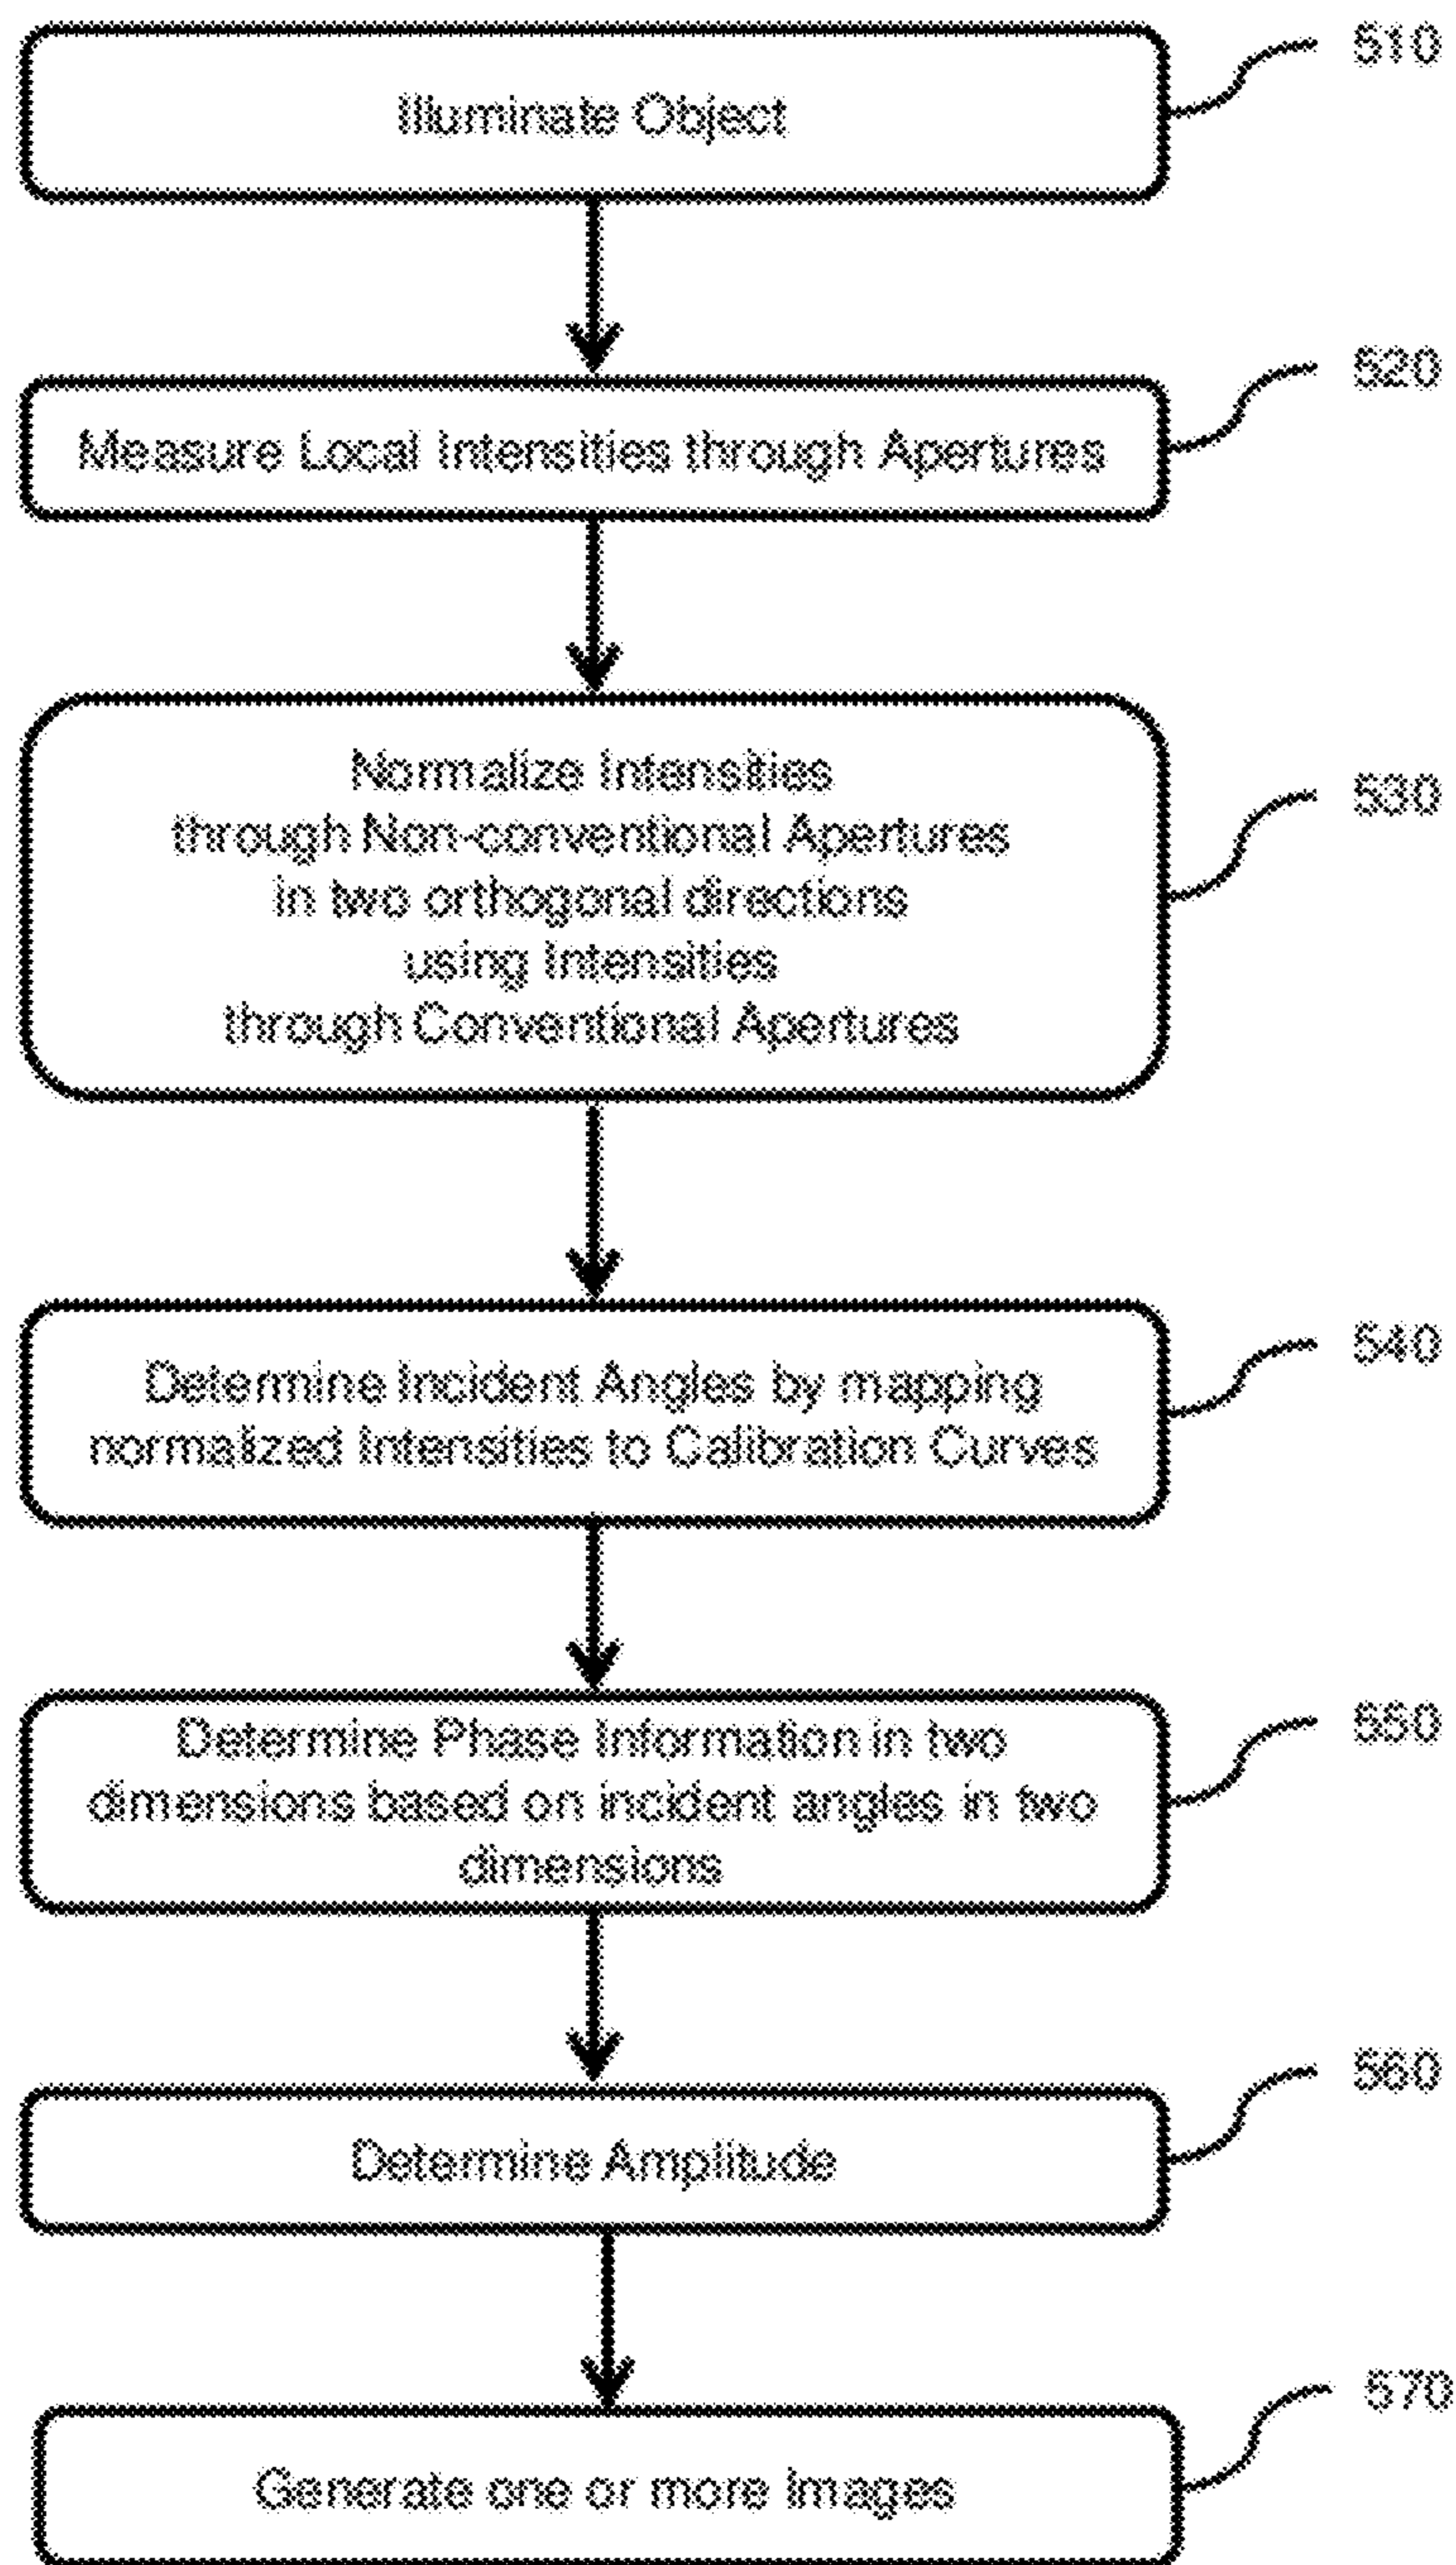 Illuminate Object
510
Measure Local Intensities through Apertures
520
Normalize Intensities
through Non-conventional Apertures
in two orthogonal directions
using Intensities
through Conventional Apertures
530
Determine Incident Angles by mapping
normalized Intensities to Calibration Curves
540
Determine Phase Information in two
dimensions based on incident angles in two
dimensions
550
Determine Amplitude
560
Generate one or more Images
570